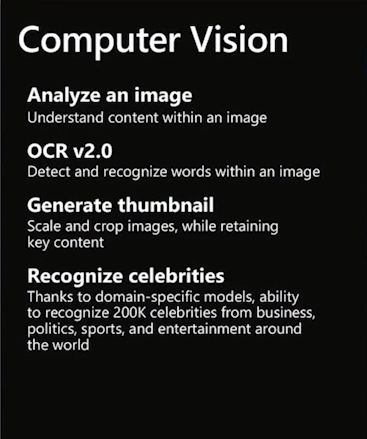 Computer Vision
Analyze an image
Understand content within an image
OCR v2.0
Detect and recognize words within an image
Generate thumbnail
Scale and crop images, while retaining
key content
Recognize celebrities
Thanks to domain-specific models, ability
to recognize 200K celebrities from business,
politics, sports, and entertainment around
the world